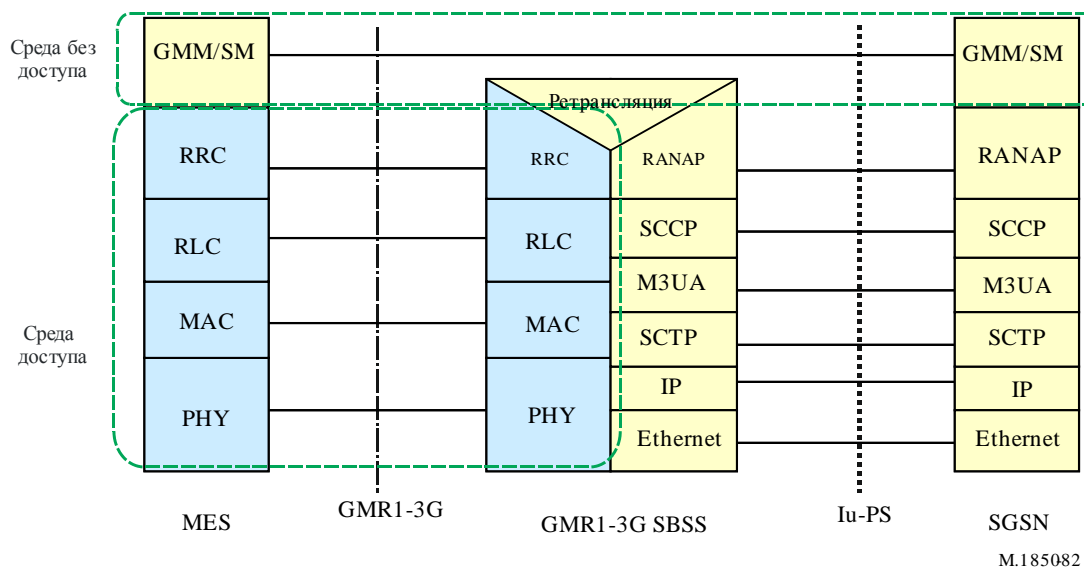 Среда без
доступа
GMM/SM
GMM/SM
Ретрансляция
RRC
RRC
RANAP
RANAP
RLC
RLC
SCCP
SCCP
M3UA
M3UA
MAC
MAC
SCTP
SCTP
Среда
доступа
IP
IP
PHY
PHY
Ethernet
Ethernet
MES
GMR1-3G
GMR1-3G SBSS
Iu-PS
SGSN
M.185082